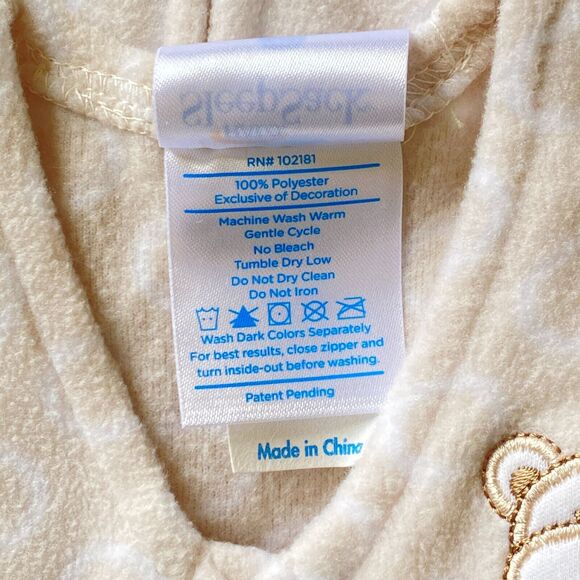 SleepSack
RN# 102181
100% Polyester
Exclusive of Decoration
Machine Wash Warm
Gentle Cycle
No Bleach
Tumble Dry Low
Do Not Dry Clean
Do Not Iron
Wash Dark Colors Separately
For best results, close zipper and
turn inside-out before washing.
Patent Pending
Made in China